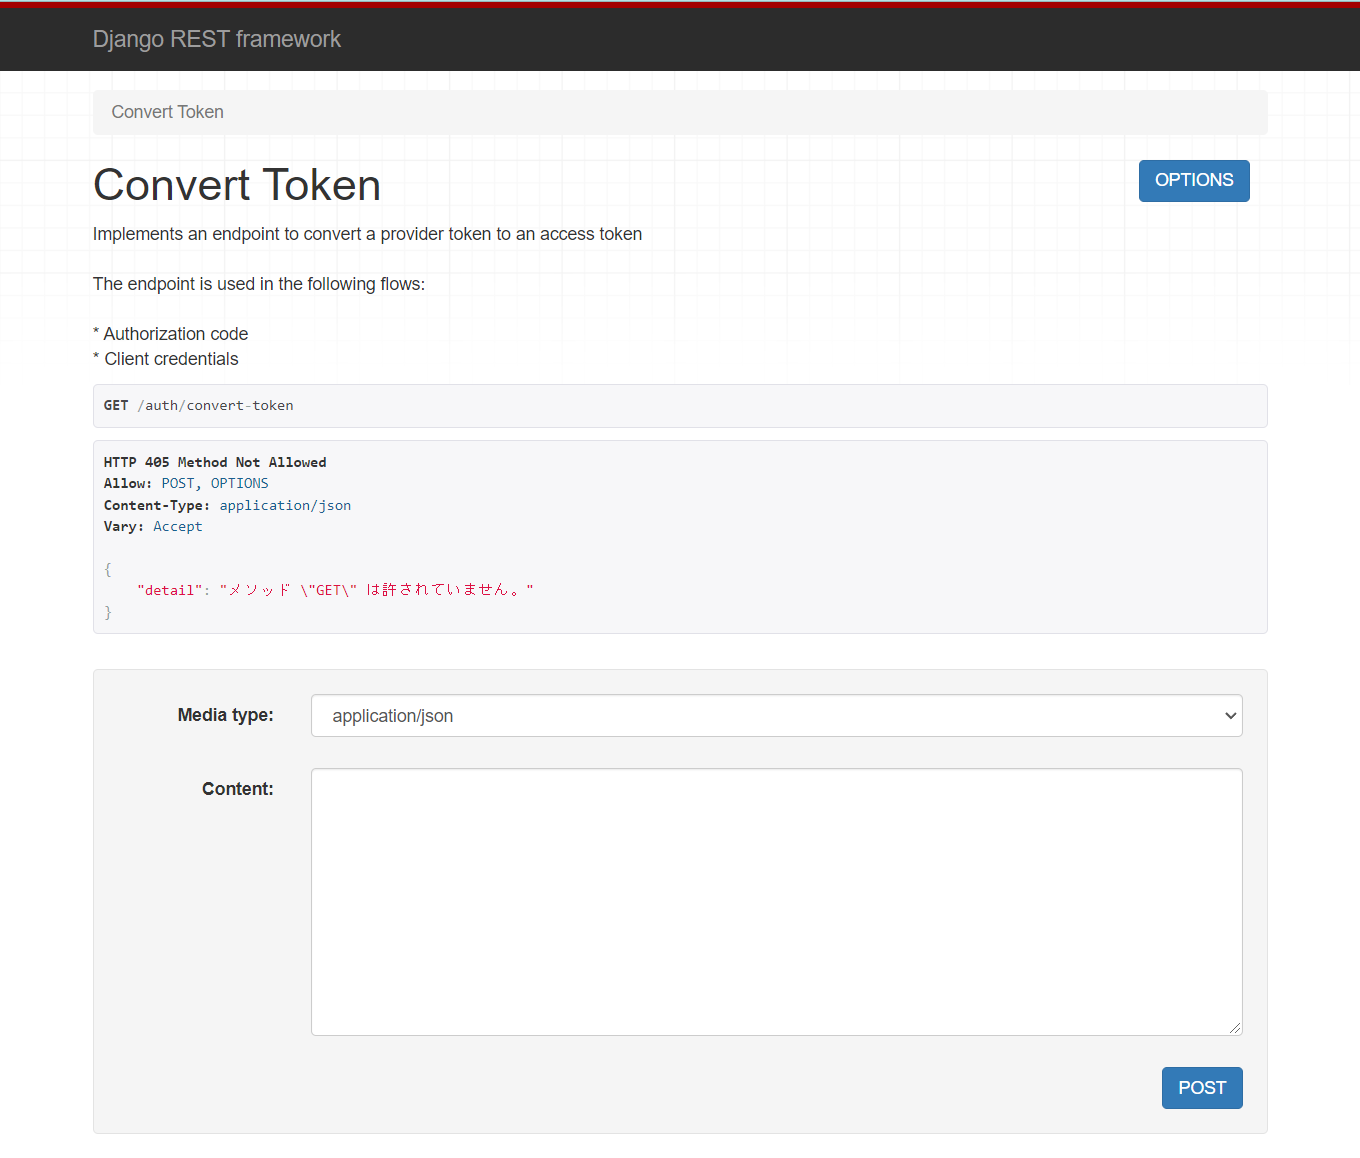 Django REST framework
Convert Token
Convert Token
OPTIONS
Implements an endpoint to convert a provider token to an access token
The endpoint is used in the following flows:
* Authorization code
* Client credentials
GET /auth/convert-token
HTTP 405 Method Not Allowed
Allow: POST, OPTIONS
Content-Type: application/json
Vary: Accept
{
"detail": "メソッド \"GET\" は許されていません。"
}
Media type:
application/json
Content:
POST